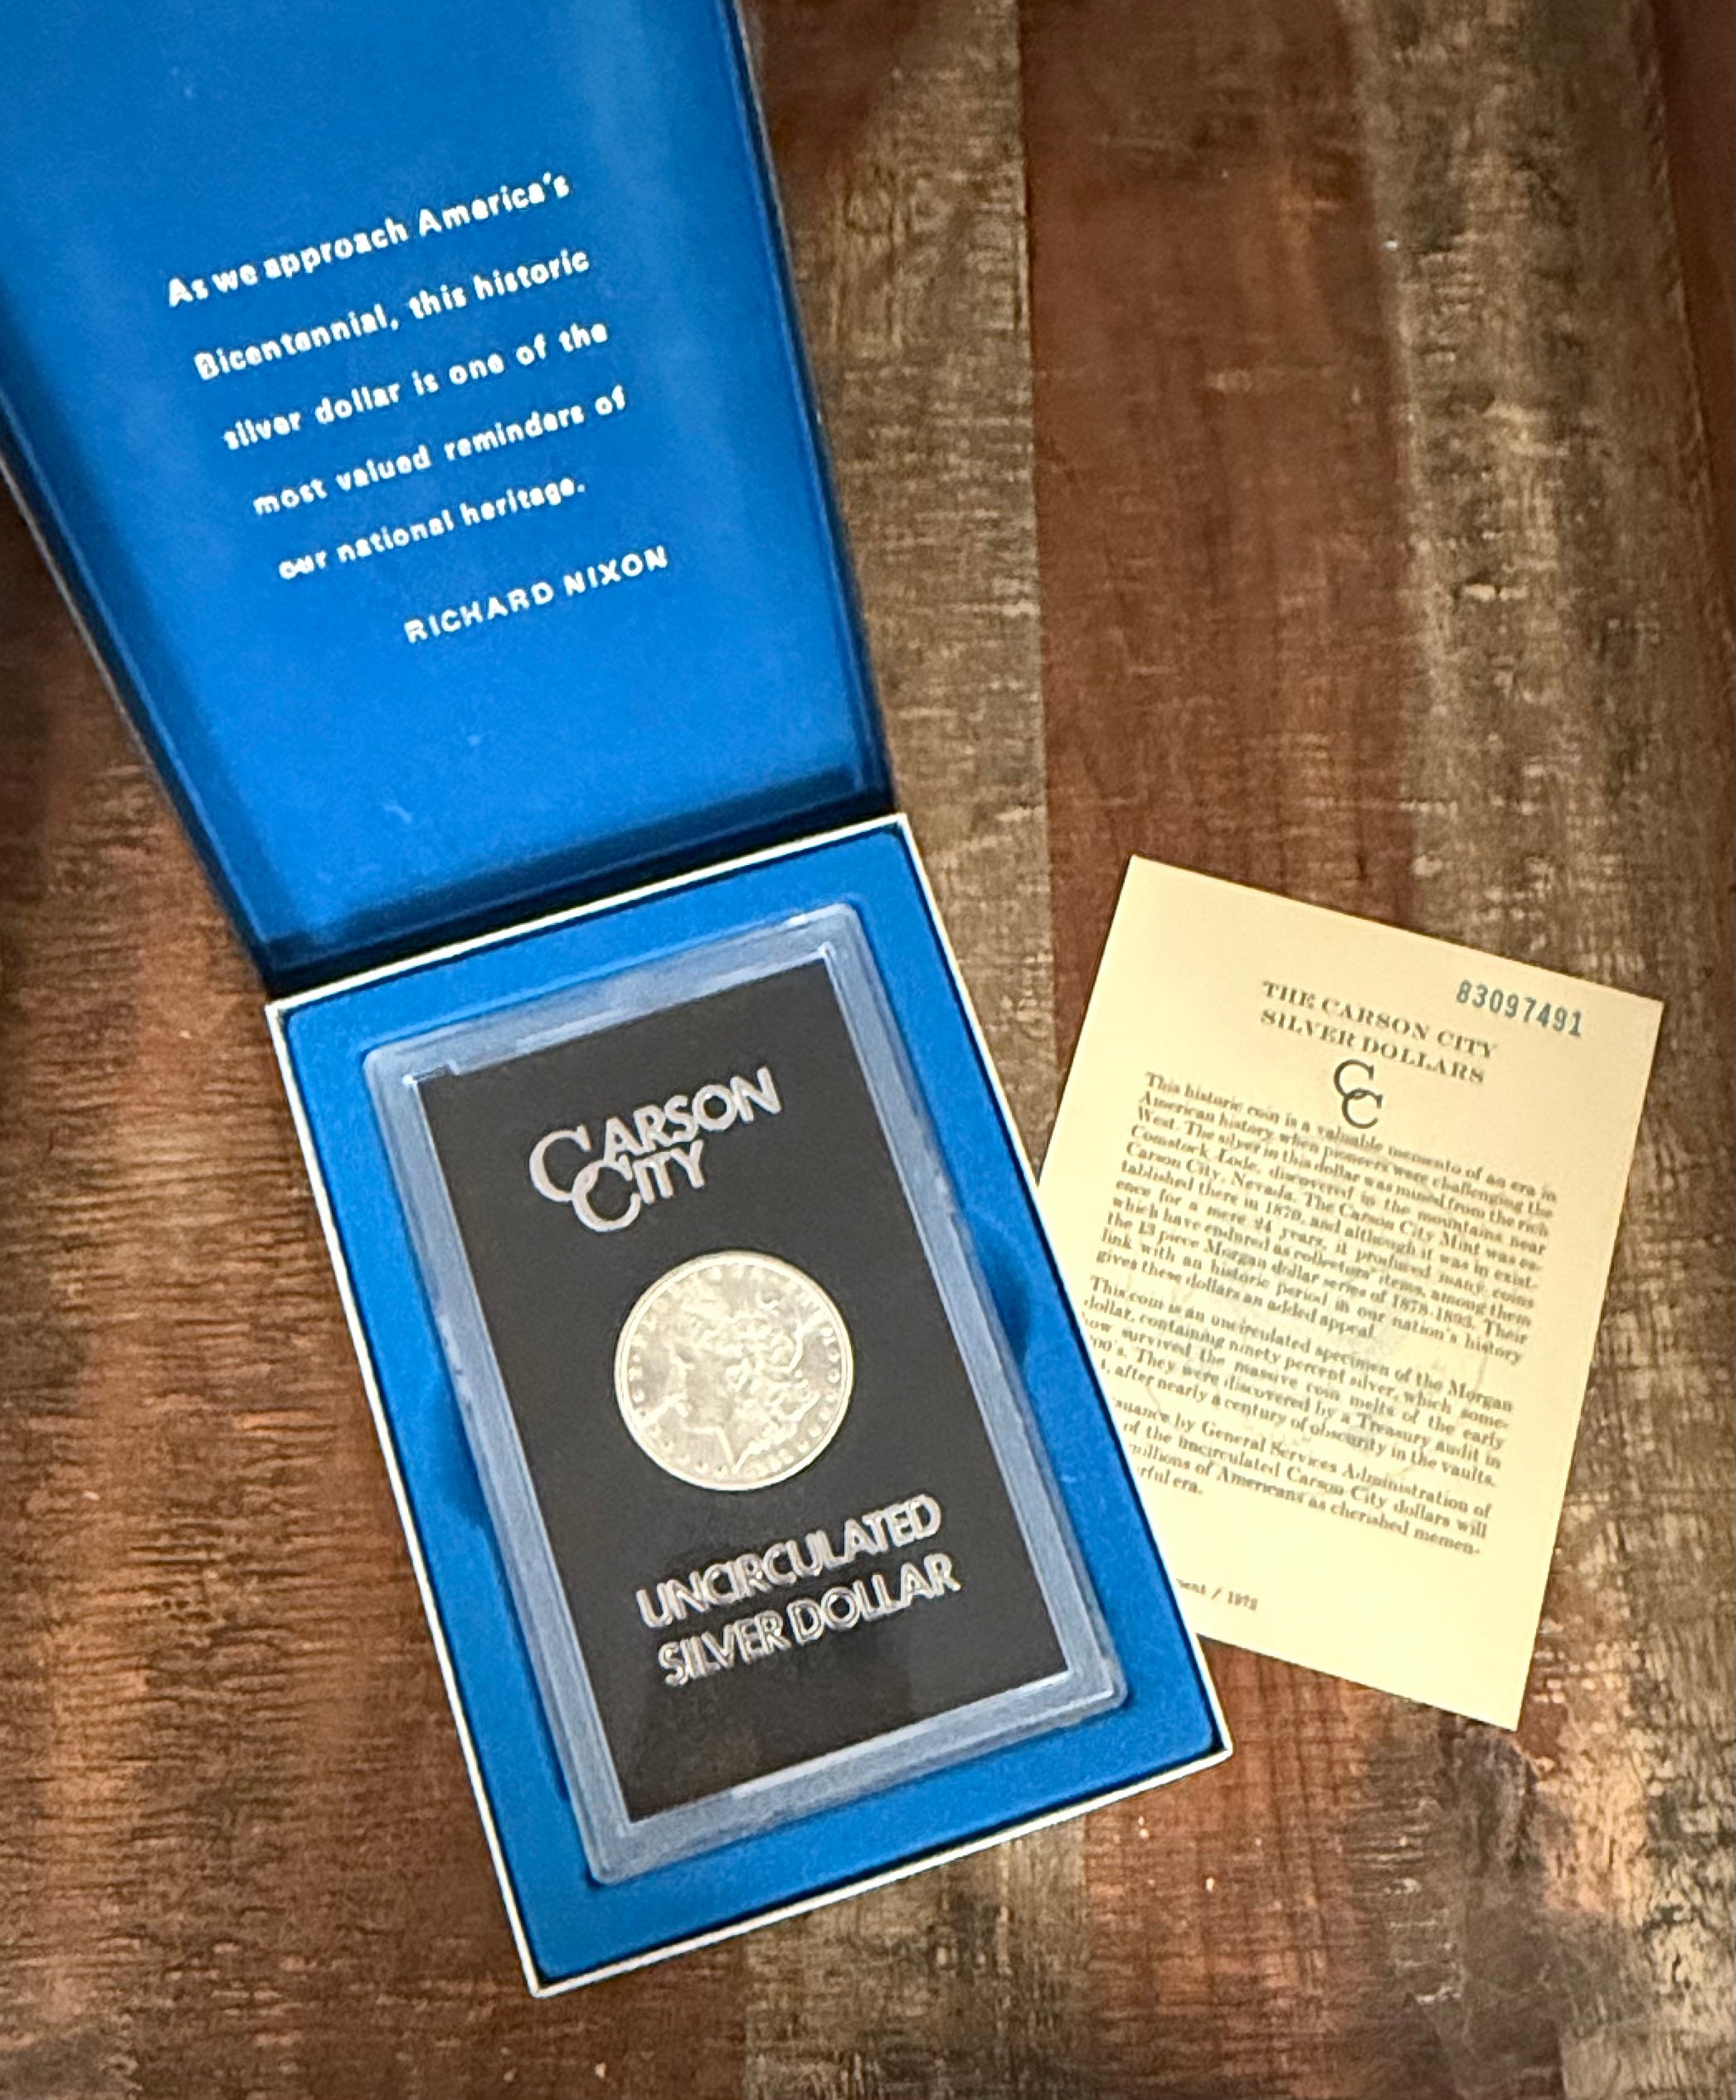 As we approach America's
Bicentennial, this historic
silver dollar is one of the
most valued reminders of
our national heritage.
RICHARD NIXON
CARSON
CITY
UNCIRCULATED
SILVER DOLLAR
83097491
THE CARSON CITY
SILVER DOLLARS
CC
This historic coin is a valuable memento of an era in
American history when pioneers were challenging the
West. The silver in this dollar was mined from the rich
Comstock Lode, discovered in the mountains near
Carson City, Nevada. The Carson City Mint was es-
tablished there in 1870, and although it was in exist-
ence for a mere 24 years, it produced many coins
which have endured as collectors' items, among them
the 13 piece Morgan dollar series of 1878-1893. Their
link with an historic period in our nation's history
gives these dollars an added appeal.
This coin is an uncirculated specimen of the Morgan
dollar, containing ninety percent silver, which some-
how survived the massive coin melts of the early
00's. They were discovered by a Treasury audit in
after nearly a century of obscurity in the vaults.
suance by General Services Administration of
of the uncirculated Carson City dollars will
millions of Americans as cherished memen-
rful era.
ment / 1972